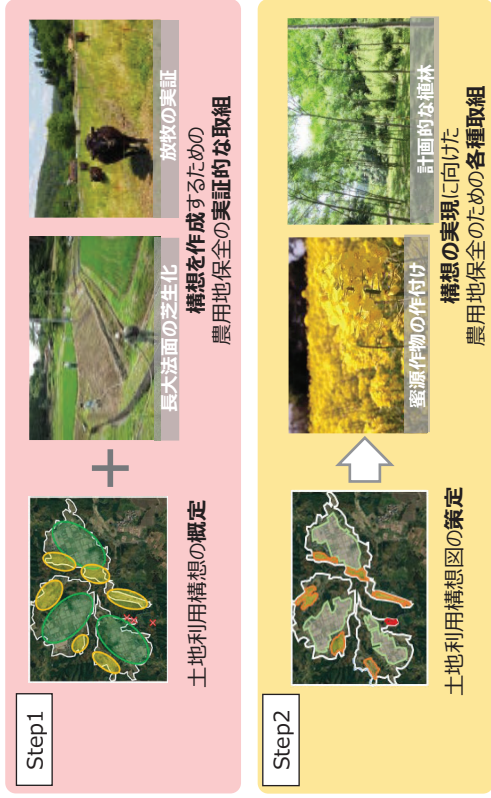 Step1
土地利用構想の概定
＋
長大法面の芝生化
放牧の実証
構想を作成するための
農用地保全の実証的な取組
Step2
土地利用構想図の策定
蜜源作物の作付け
計画的な植林
構想の実現に向けた
農用地保全のための各種取組